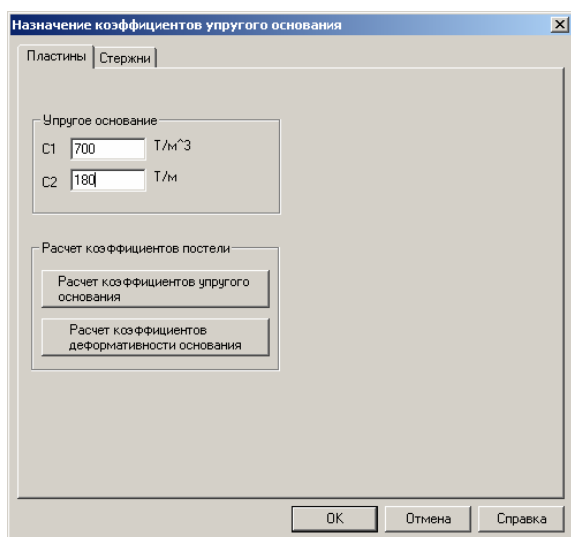 Назначение коэффициентов упругого основания
Пластины Стержни
Упругое основание
C1 700 Т/м^3
C2 180 Т/м
Расчет коэффициентов постели
Расчет коэффициентов упругого
основания
Расчет коэффициентов
деформативности основания
OK Отмена Справка